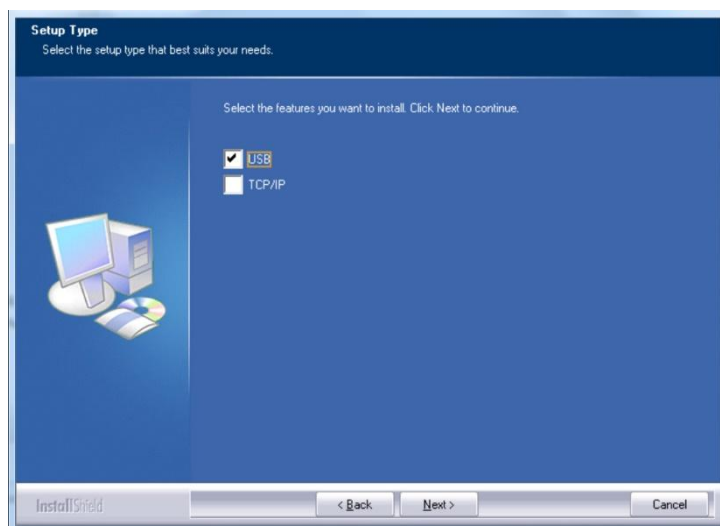 Setup Type
Select the setup type that best suits your needs.
Select the features you want to install. Click Next to continue.
USB
TCP/IP
InstallShield
< Back
Next >
Cancel